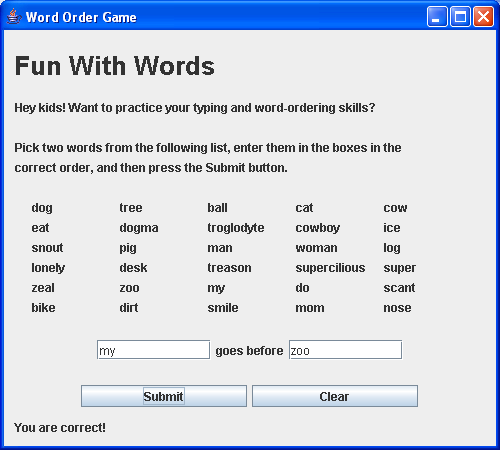 Word Order Game
Fun With Words
Hey kids! Want to practice your typing and word-ordering skills?
Pick two words from the following list, enter them in the boxes in the
correct order, and then press the Submit button.
dog tree ball cat cow
eat dogma troglodyte cowboy ice
snout pig man woman log
lonely desk treason supercilious super
zeal zoo my do scant
bike dirt smile mom nose
my goes before zoo
Submit Clear
You are correct!